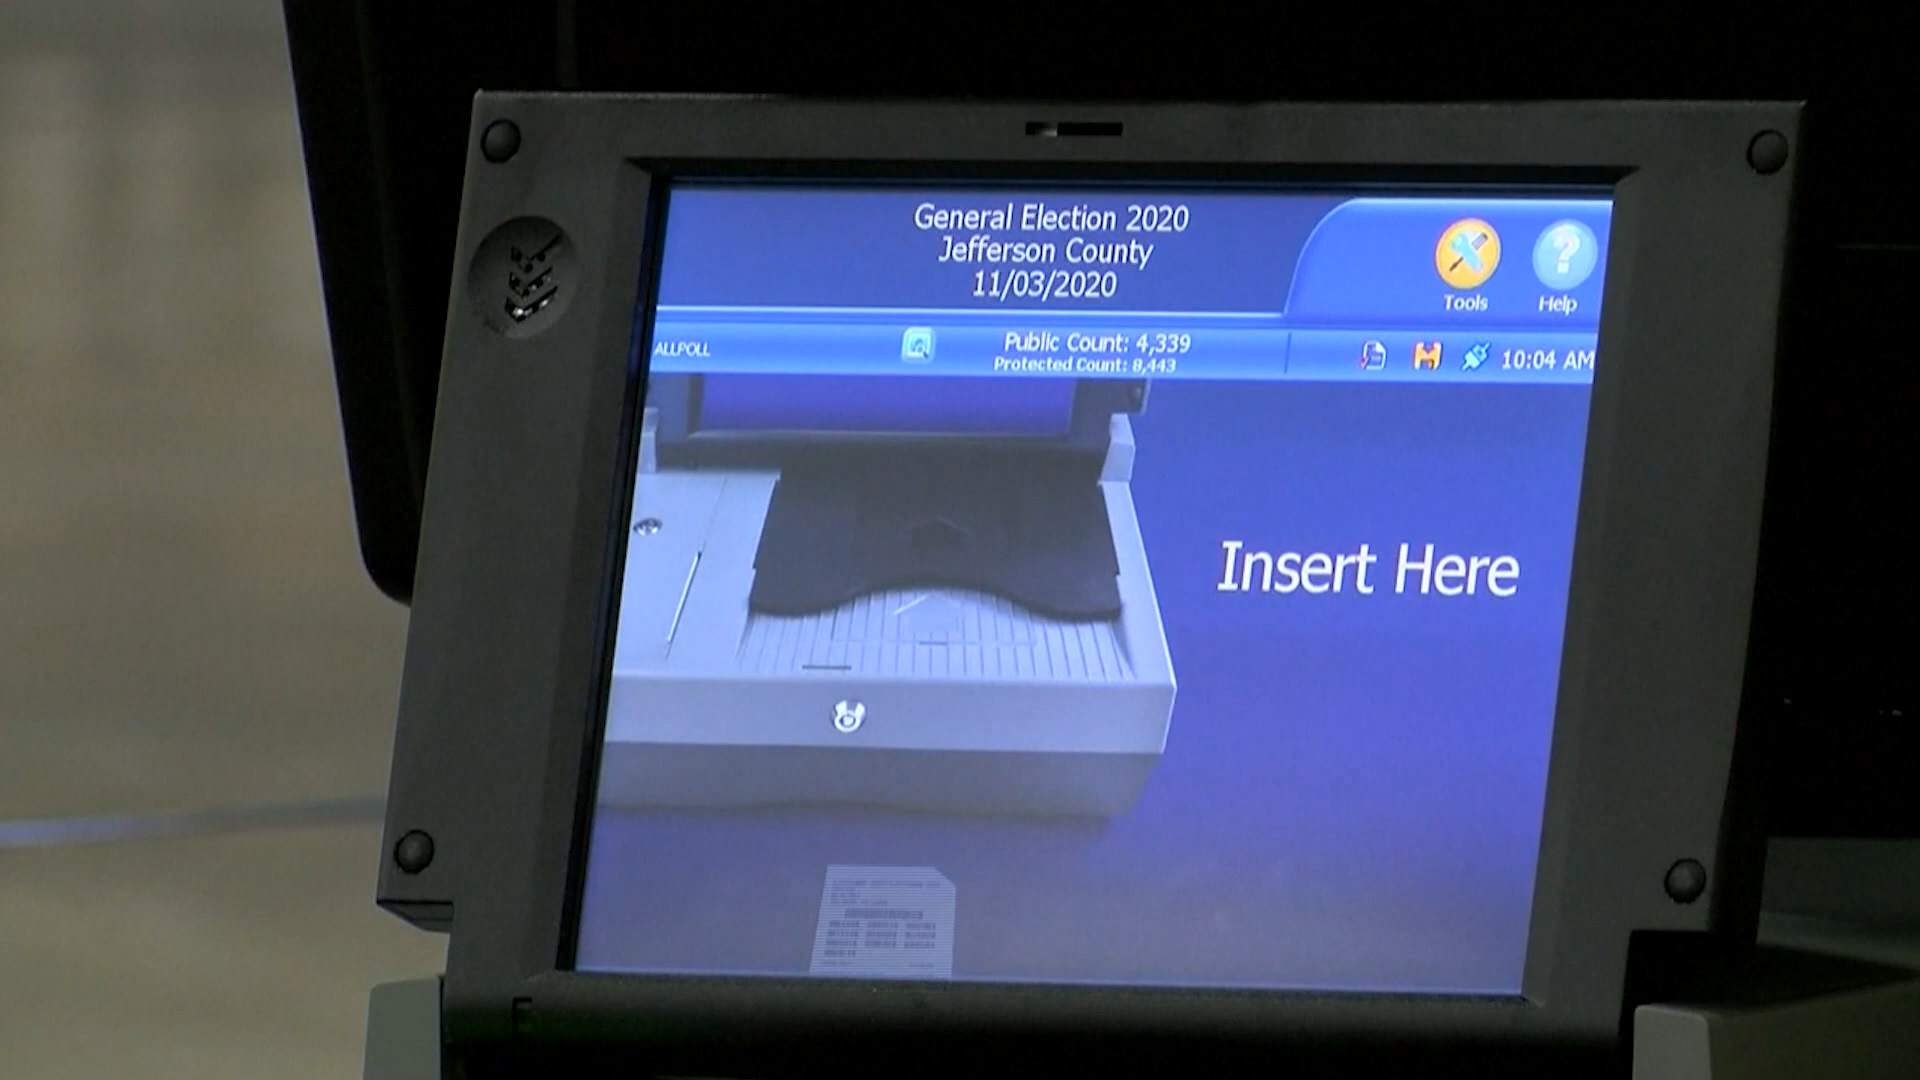 General Election 2020
Jefferson County
11/03/2020
Tools
Help
ALLPOLL
Public Count: 4,339
Protected Count: 8,443
10:04 AM
Insert Here